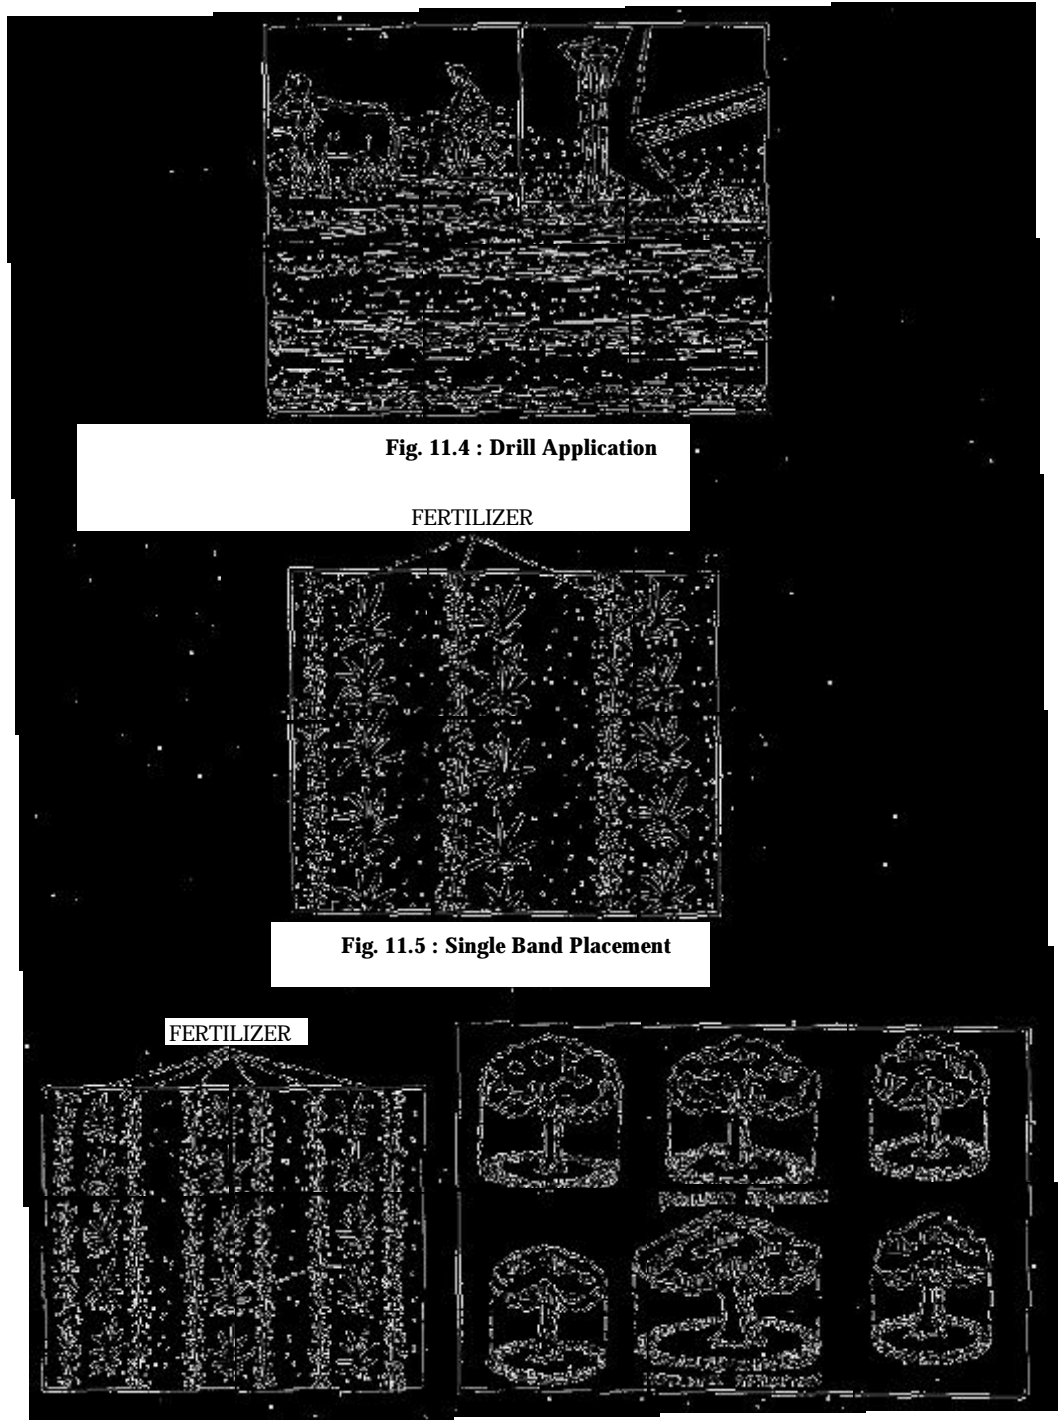 Fig. 11.4 : Drill Application
FERTILIZER
Fig. 11.5 : Single Band Placement
FERTILIZER